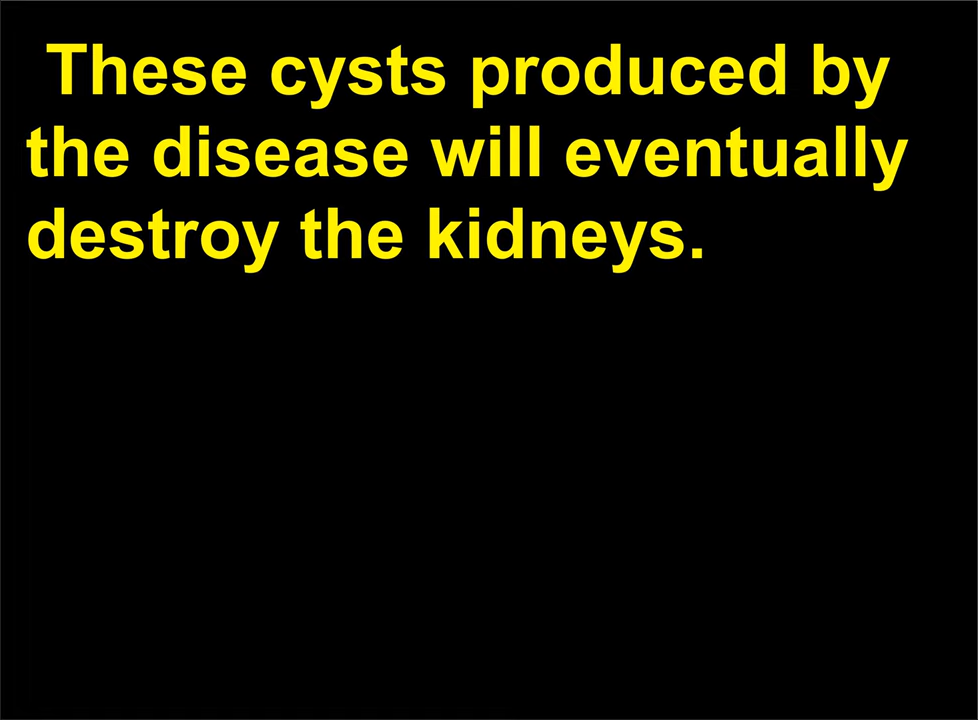 These cysts produced by
the disease will eventually
destroy the kidneys.